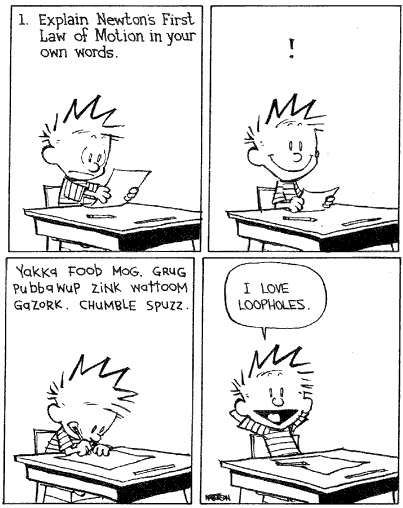 1. Explain Newton's First
Law of Motion in your
own words.
!
Yakka foob mog. Grug
pubbawup zink wattoom
gazork. Chumble spuzz.
I LOVE
LOOPHOLES.